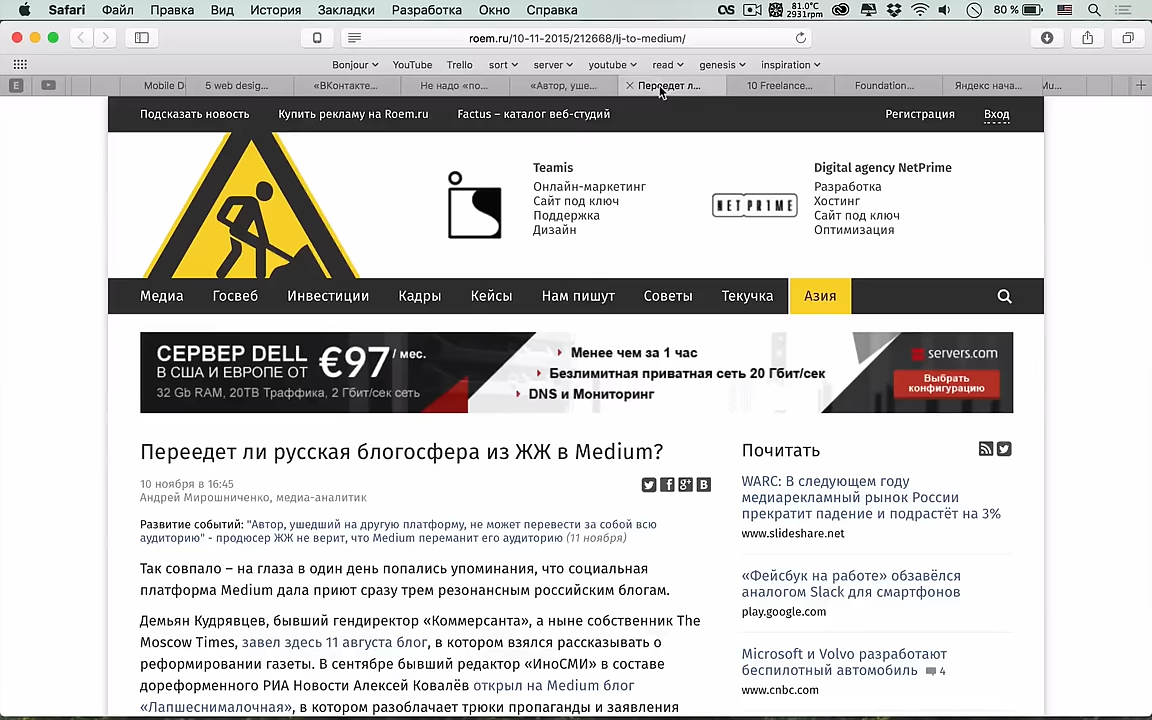 Safari Файл Правка Вид История Закладки Разработка Окно Справка 81.0°C 2931rpm 80 %
roem.ru/10-11-2015/212668/lj-to-medium/
Bonjour YouTube Trello sort server youtube read genesis inspiration
E Mobile D 5 web desig... «ВКонтакте... Не надо «по... «Автор, уше... Переедет л... 10 Freelance... Foundation... Яндекс нача... Mu...
Подсказать новость Купить рекламу на Roem.ru Factus – каталог веб-студий Регистрация Вход
Teamis
Онлайн-маркетинг
Сайт под ключ
Поддержка
Дизайн
NETPRIME
Digital agency NetPrime
Разработка
Хостинг
Сайт под ключ
Оптимизация
Медиа Госвеб Инвестиции Кадры Кейсы Нам пишут Советы Текучка Азия
СЕРВЕР DELL
В США И ЕВРОПЕ ОТ €97 / мес.
32 Gb RAM, 20TB Траффика, 2 Гбит/сек сеть
Менее чем за 1 час
Безлимитная приватная сеть 20 Гбит/сек
DNS и Мониторинг
servers.com
Выбрать
конфигурацию
Переедет ли русская блогосфера из ЖЖ в Medium?
10 ноября в 16:45
Андрей Мирошниченко, медиа-аналитик
Развитие событий: "Автор, ушедший на другую платформу, не может перевести за собой всю
аудиторию" - продюсер ЖЖ не верит, что Medium переманит его аудиторию (11 ноября)
Так совпало – на глаза в один день попались упоминания, что социальная
платформа Medium дала приют сразу трем резонансным российским блогам.
Демьян Кудрявцев, бывший гендиректор «Коммерсанта», а ныне собственник The
Moscow Times, завел здесь 11 августа блог, в котором взялся рассказывать о
реформировании газеты. В сентябре бывший редактор «ИноСМИ» в составе
дореформенного РИА Новости Алексей Ковалёв открыл на Medium блог
«Лапшеснималочная», в котором разоблачает трюки пропаганды и заявления
Почитать
WARC: В следующем году
медиарекламный рынок России
прекратит падение и подрастёт на 3%
www.slideshare.net
«Фейсбук на работе» обзавёлся
аналогом Slack для смартфонов
play.google.com
Microsoft и Volvo разработают
беспилотный автомобиль 4
www.cnbc.com